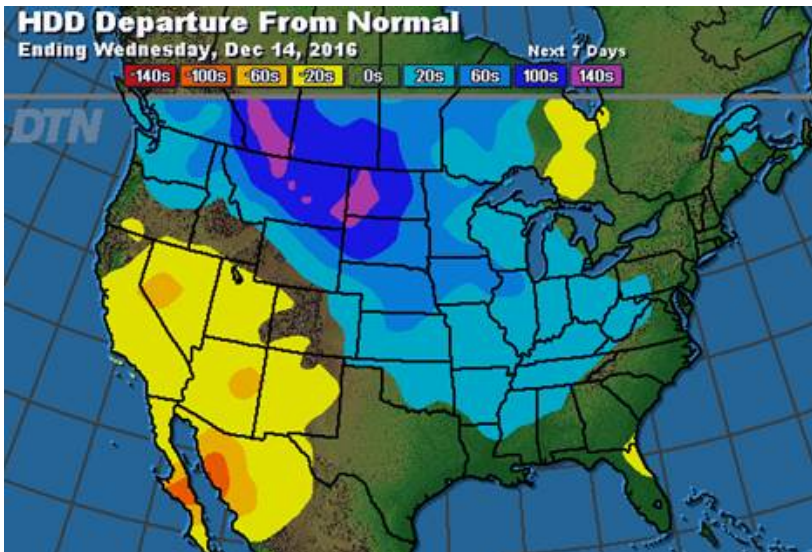 HDD Departure From Normal
Ending Wednesday, Dec 14, 2016 Next 7 Days
-140s -100s -60s -20s 0s 20s 60s 100s 140s
DTN